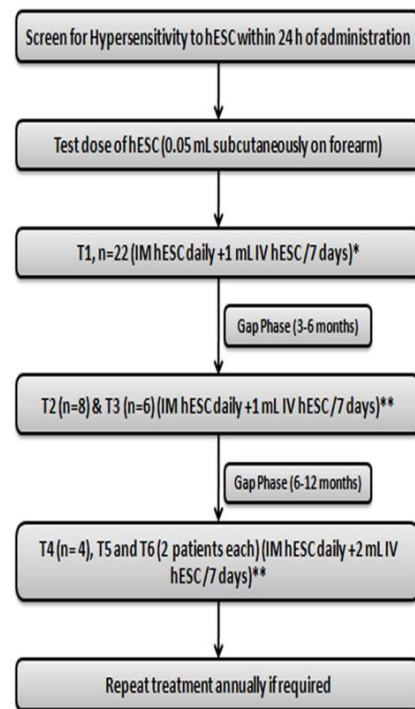 Screen for Hypersensitivity to hESC within 24 h of administration
Test dose of hESC (0.05 mL subcutaneously on forearm)
T1, n=22 (IM hESC daily +1 mL IV hESC /7 days)*
Gap Phase (3-6 months)
T2 (n=8) & T3 (n=6) (IM hESC daily +1 mL IV hESC /7 days)**
Gap Phase (6-12 months)
T4 (n= 4), T5 and T6 (2 patients each) (IM hESC daily +2 mL IV
hESC /7 days)**
Repeat treatment annually if required